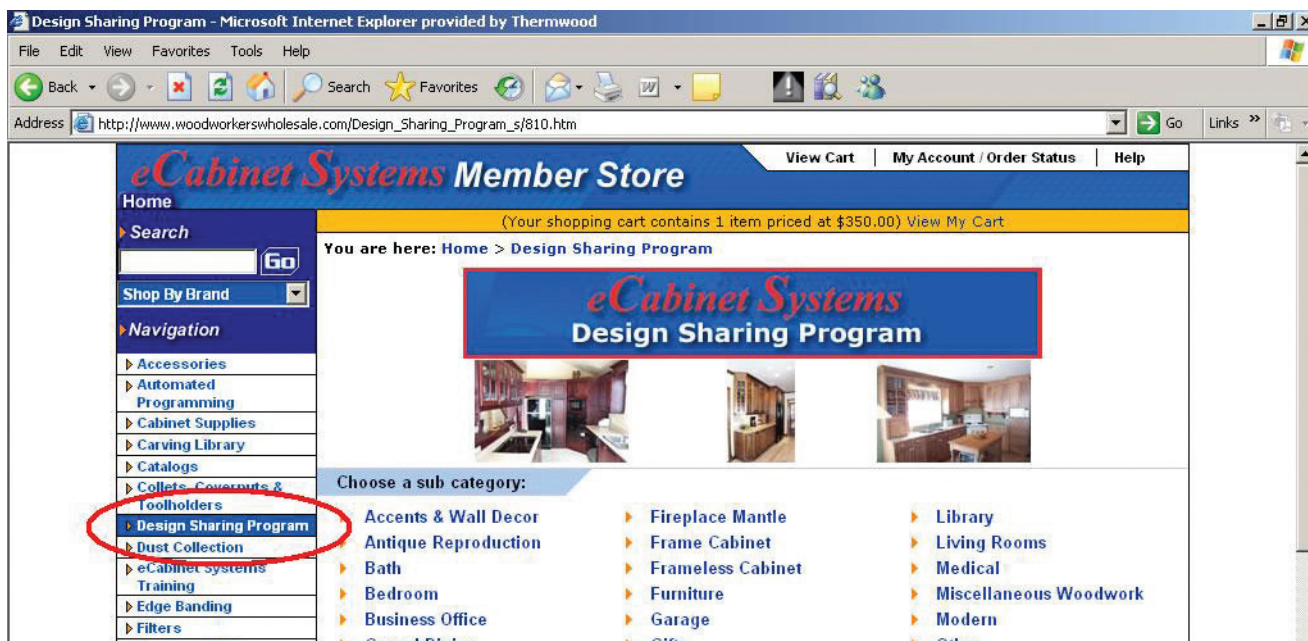 Design Sharing Program - Microsoft Internet Explorer provided by Thermwood
File Edit View Favorites Tools Help
Back Search Favorites
Address http://www.woodworkerswholesale.com/Design_Sharing_Program_s/810.htm Go Links »
eCabinet Systems Member Store
View Cart | My Account / Order Status | Help
Home
(Your shopping cart contains 1 item priced at $350.00) View My Cart
Search
Go
Shop By Brand
Navigation
Accessories
Automated
Programming
Cabinet Supplies
Carving Library
Catalogs
Collets, Covernuts &
Toolholders
Design Sharing Program
Dust Collection
eCabinet Systems
Training
Edge Banding
Filters
You are here: Home > Design Sharing Program
eCabinet Systems
Design Sharing Program
Choose a sub category:
Accents & Wall Decor
Antique Reproduction
Bath
Bedroom
Business Office
Fireplace Mantle
Frame Cabinet
Frameless Cabinet
Furniture
Garage
Library
Living Rooms
Medical
Miscellaneous Woodwork
Modern